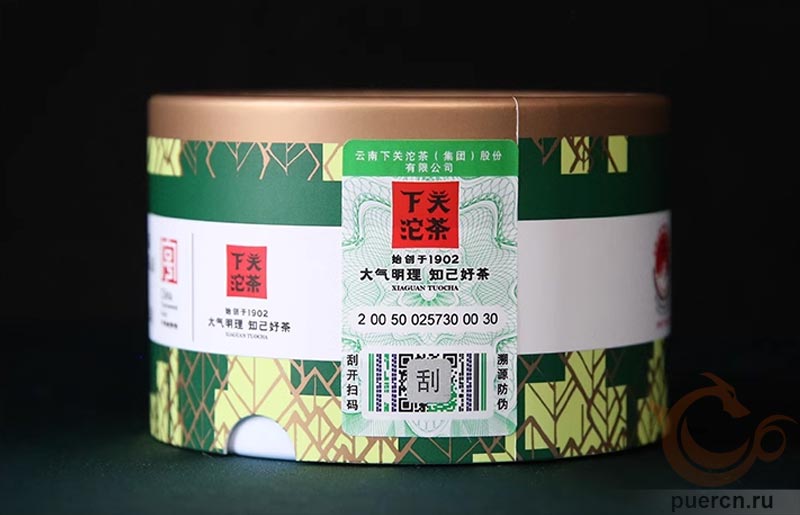 云南下关沱茶（集团）股份
有限公司
下关
沱茶
始创于1902
大气明理 知己好茶
XIAGUAN TUOCHA
2 00 50 025730 00 30
刮开扫码
刮
溯源防伪
下关
沱茶
始创于1902
大气明理 知己好茶
XIAGUAN TUOCHA
puercn.ru